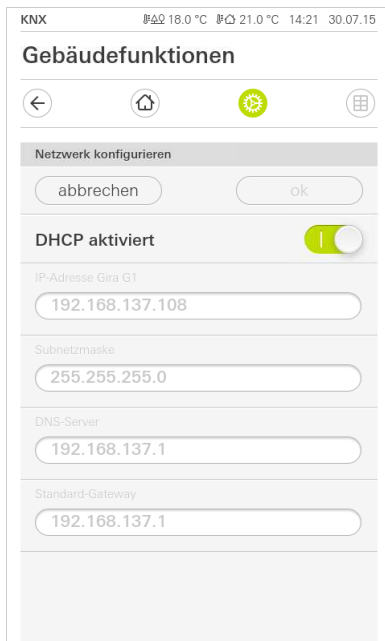 KNX 18.0 °C 21.0 °C 14:21 30.07.15
Gebäudefunktionen
Netzwerk konfigurieren
abbrechen ok
DHCP aktiviert
IP-Adresse Gira G1
192.168.137.108
Subnetzmaske
255.255.255.0
DNS-Server
192.168.137.1
Standard-Gateway
192.168.137.1